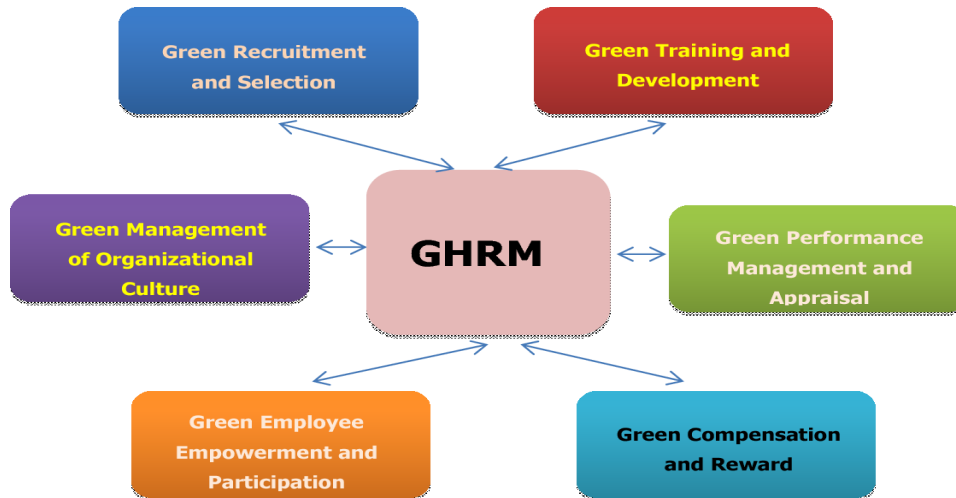 Green Recruitment
and Selection
Green Training and
Development
Green Management
of Organizational
Culture
GHRM
Green Performance
Management and
Appraisal
Green Employee
Empowerment and
Participation
Green Compensation
and Reward